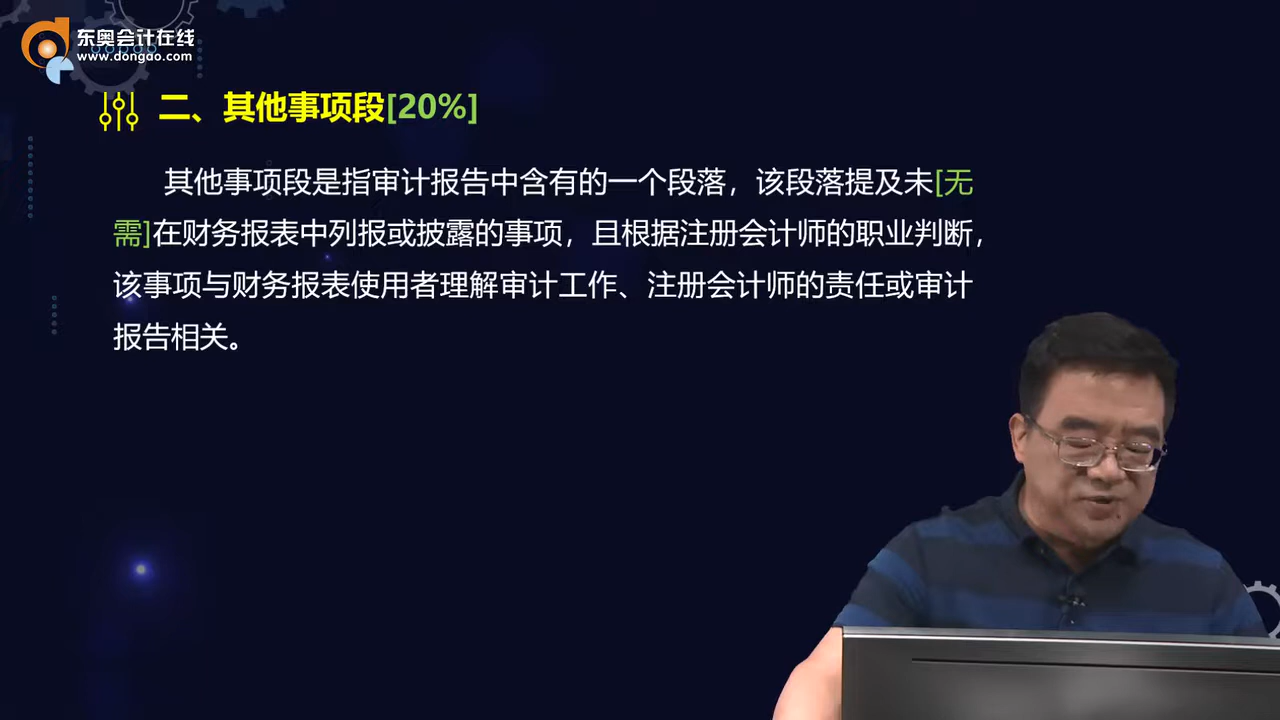 东奥会计在线
www.dongao.com
二、其他事项段[20%]
其他事项段是指审计报告中含有的一个段落，该段落提及未[无
需]在财务报表中列报或披露的事项，且根据注册会计师的职业判断，
该事项与财务报表使用者理解审计工作、注册会计师的责任或审计
报告相关。